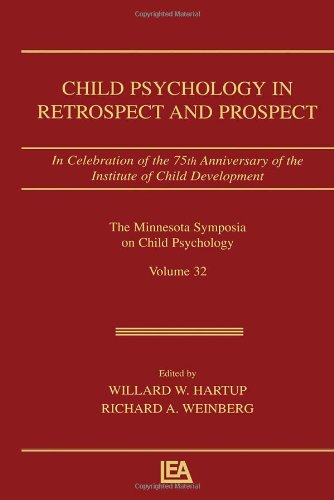 CHILD PSYCHOLOGY IN
RETROSPECT AND PROSPECT
In Celebration of the 75th Anniversary of the
Institute of Child Development
The Minnesota Symposia
on Child Psychology
Volume 32
Edited by
WILLARD W. HARTUP
RICHARD A. WEINBERG
LEA